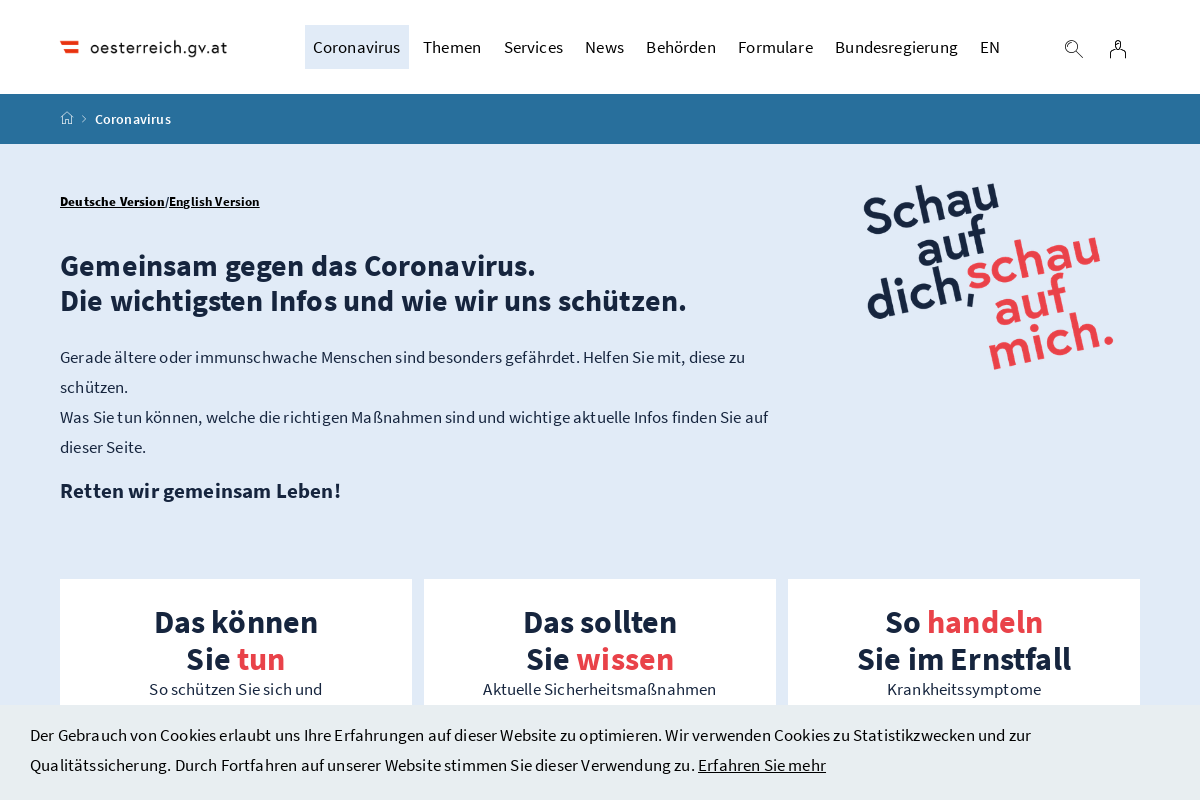 oesterreich.gv.at
Coronavirus Themen Services News Behörden Formulare Bundesregierung EN
Coronavirus
Deutsche Version/English Version
Schau
auf
dich, schau
auf
mich.
Gemeinsam gegen das Coronavirus.
Die wichtigsten Infos und wie wir uns schützen.
Gerade ältere oder immunschwache Menschen sind besonders gefährdet. Helfen Sie mit, diese zu
schützen.
Was Sie tun können, welche die richtigen Maßnahmen sind und wichtige aktuelle Infos finden Sie auf
dieser Seite.
Retten wir gemeinsam Leben!
Das können
Sie tun
So schützen Sie sich und
Das sollten
Sie wissen
Aktuelle Sicherheitsmaßnahmen
So handeln
Sie im Ernstfall
Krankheitssymptome
Der Gebrauch von Cookies erlaubt uns Ihre Erfahrungen auf dieser Website zu optimieren. Wir verwenden Cookies zu Statistikzwecken und zur
Qualitätssicherung. Durch Fortfahren auf unserer Website stimmen Sie dieser Verwendung zu. Erfahren Sie mehr